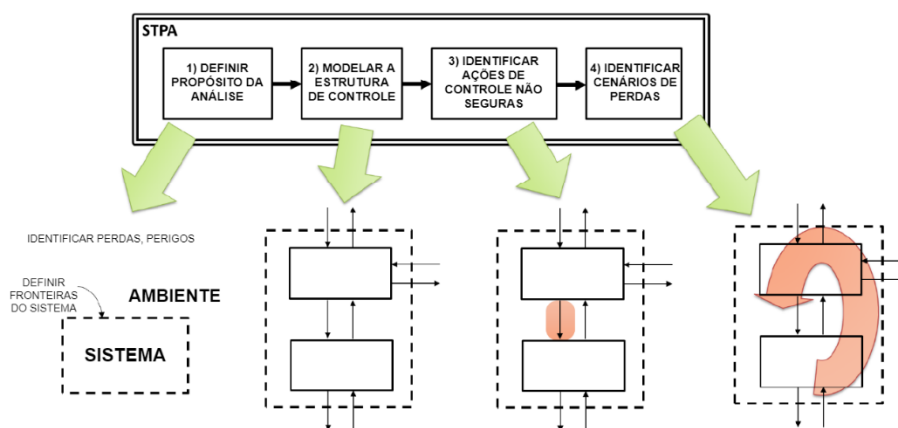 STPA
1) DEFINIR
PROPÓSITO DA
ANÁLISE
2) MODELAR A
ESTRUTURA
DE CONTROLE
3) IDENTIFICAR
AÇÕES DE
CONTROLE NÃO
SEGURAS
4) IDENTIFICAR
CENÁRIOS DE
PERDAS
IDENTIFICAR PERDAS, PERIGOS
DEFINIR
FRONTEIRAS
DO SISTEMA
AMBIENTE
SISTEMA